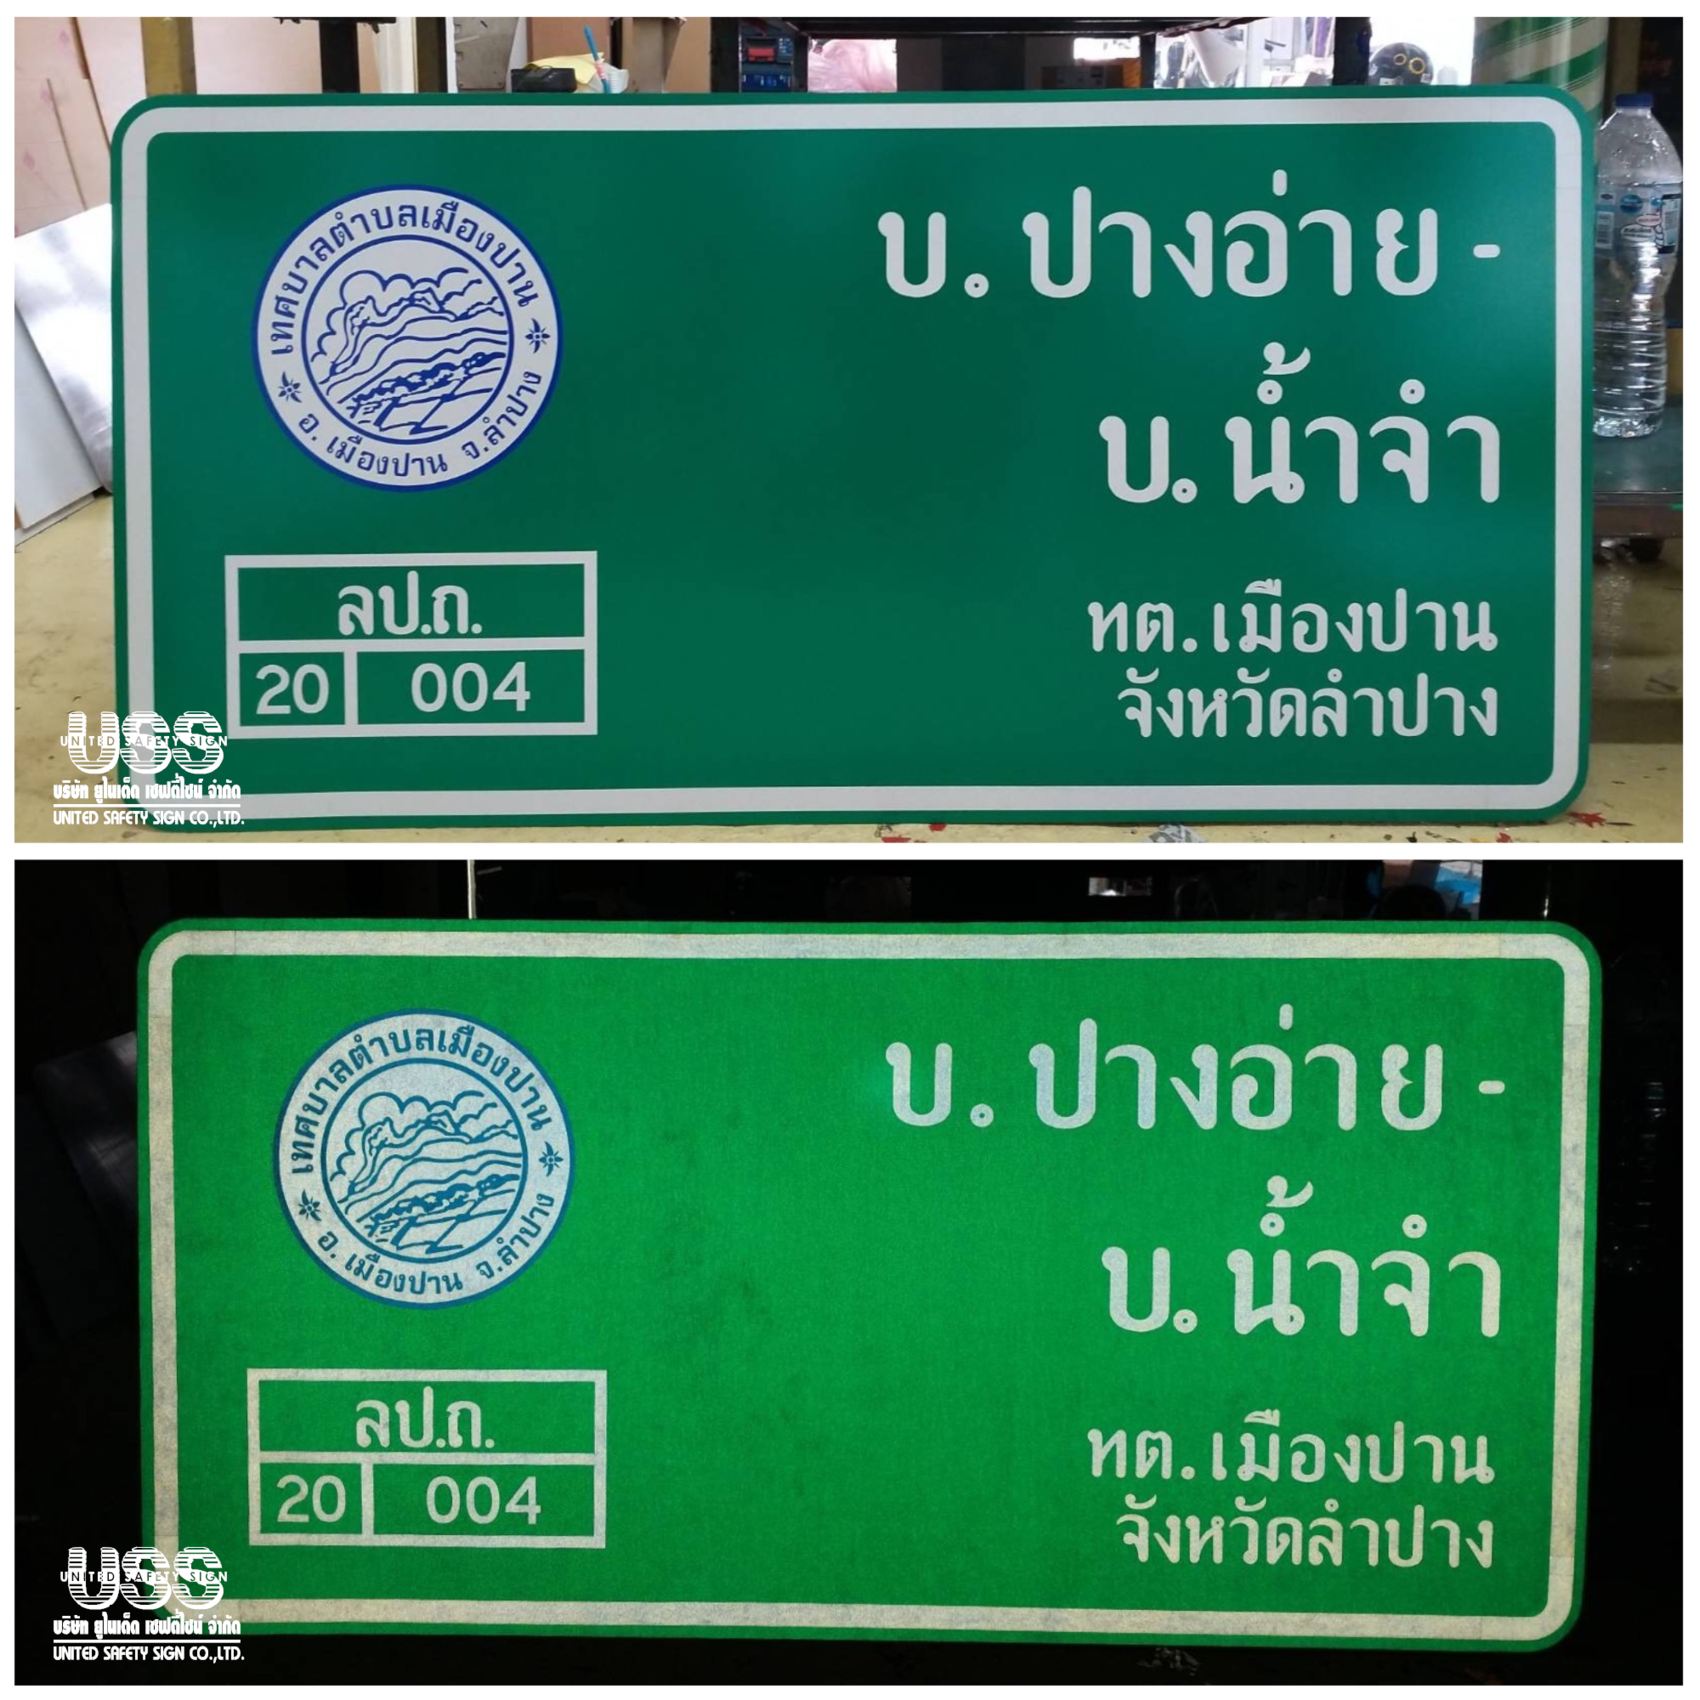 เทศบาลตำบลเมืองปาน
อ. เมืองปาน จ.ลำปาง
บ. ปางอ่าย -
บ. น้ำจำ
ลป.ถ.
20 004
ทต. เมืองปาน
จังหวัดลำปาง
USS
UNITED SAFETY SIGN
บริษัท ยูไนเต็ด เซฟตี้ไซน์ จำกัด
UNITED SAFETY SIGN CO.,LTD.
เทศบาลตำบลเมืองปาน
อ. เมืองปาน จ.ลำปาง
บ. ปางอ่าย -
บ. น้ำจำ
ลป.ถ.
20 004
ทต. เมืองปาน
จังหวัดลำปาง
USS
UNITED SAFETY SIGN
บริษัท ยูไนเต็ด เซฟตี้ไซน์ จำกัด
UNITED SAFETY SIGN CO.,LTD.